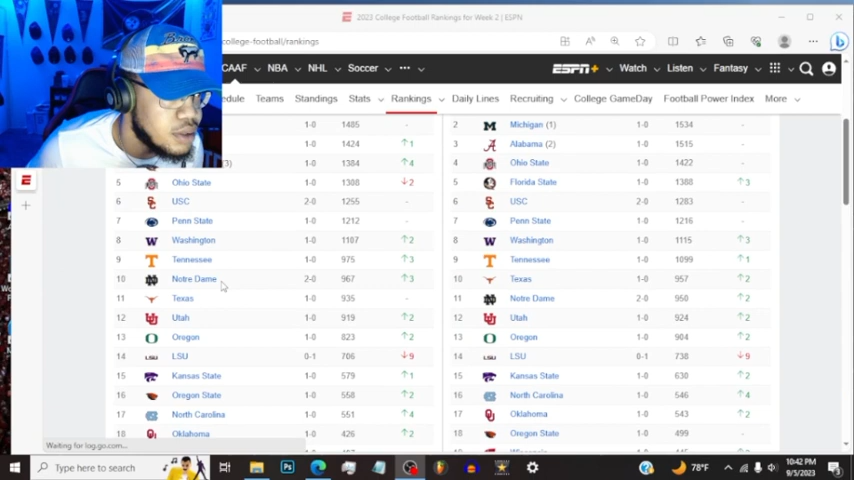 2023 College Football Rankings for Week 2 | ESPN
college-football/rankings
CAAF NBA NHL Soccer ••• ESPN+ Watch Listen Fantasy
edule Teams Standings Stats Rankings Daily Lines Recruiting College GameDay Football Power Index More
1-0 1485 - 2 Michigan (1) 1-0 1534 -
1-0 1424 ↑1 3 Alabama (2) 1-0 1515 -
(3) 1-0 1384 ↑4 4 Ohio State 1-0 1422 -
5 Ohio State 1-0 1308 ↓2 5 Florida State 1-0 1388 ↑3
6 USC 2-0 1255 - 6 USC 2-0 1283 -
7 Penn State 1-0 1212 - 7 Penn State 1-0 1216 -
8 Washington 1-0 1107 ↑2 8 Washington 1-0 1115 ↑3
9 Tennessee 1-0 975 ↑3 9 Tennessee 1-0 1099 ↑1
10 Notre Dame 2-0 967 ↑3 10 Texas 1-0 957 ↑2
11 Texas 1-0 935 - 11 Notre Dame 2-0 950 ↑2
12 Utah 1-0 919 ↑2 12 Utah 1-0 924 ↑2
13 Oregon 1-0 823 ↑2 13 Oregon 1-0 904 ↑2
14 LSU 0-1 706 ↓9 14 LSU 0-1 738 ↓9
15 Kansas State 1-0 579 ↑1 15 Kansas State 1-0 630 ↑2
16 Oregon State 1-0 558 ↑2 16 North Carolina 1-0 546 ↑4
17 North Carolina 1-0 551 ↑4 17 Oklahoma 1-0 543 ↑2
18 Oklahoma 1-0 426 ↑2 18 Oregon State 1-0 499 -
Waiting for log.go.com...
Type here to search
78°F
10:42 PM
9/5/2023